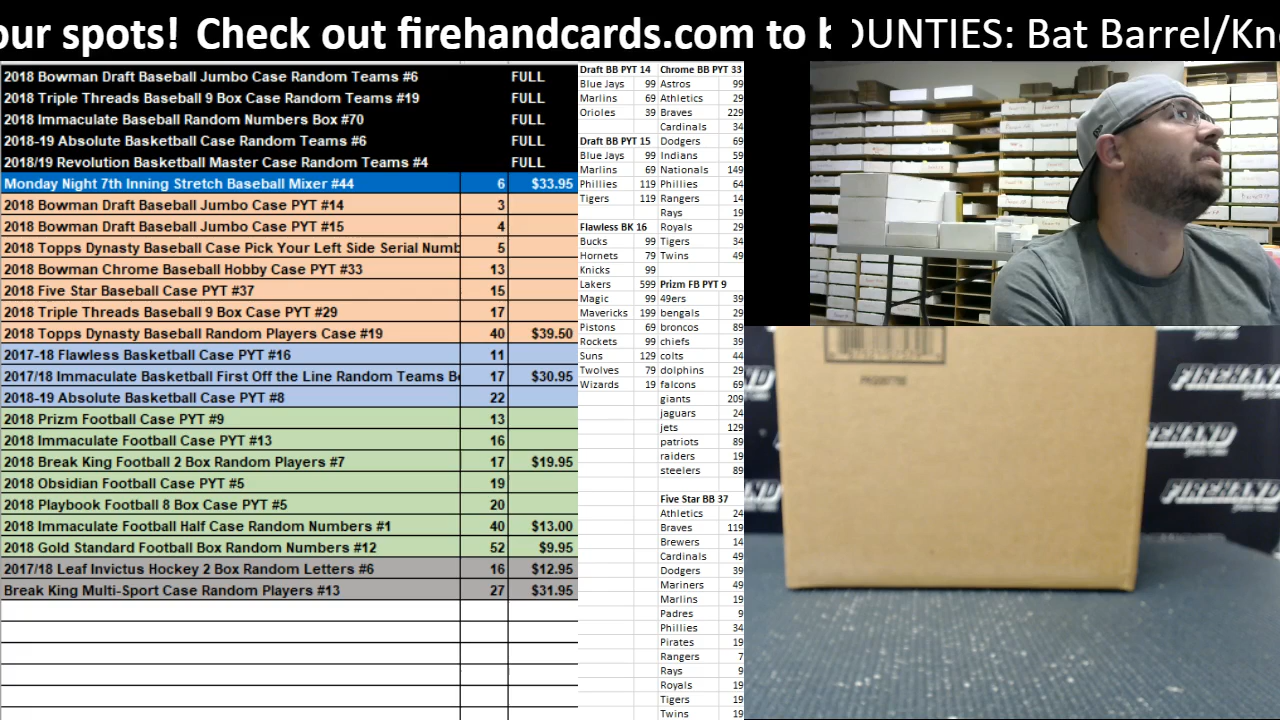 our spots! Check out firehandcards.com to b
OUNTIES: Bat Barrel/Kn
2018 Bowman Draft Baseball Jumbo Case Random Teams #6 FULL
2018 Triple Threads Baseball 9 Box Case Random Teams #19 FULL
2018 Immaculate Baseball Random Numbers Box #70 FULL
2018-19 Absolute Basketball Random Teams #6 FULL
2018/19 Revolution Basketball Master Case Random Teams #4 FULL
Monday Night 7th Inning Stretch Baseball Mixer #44 6 $33.95
2018 Bowman Draft Baseball Jumbo Case PYT #14 3
2018 Bowman Draft Baseball Jumbo Case PYT #15 4
2018 Topps Dynasty Baseball Case Pick Your Left Side Serial Numb 5
2018 Bowman Chrome Baseball Hobby Case PYT #33 13
2018 Five Star Baseball Case PYT #37 15
2018 Triple Threads Baseball 9 Box Case PYT #29 17
2018 Topps Dynasty Baseball Random Players Case #19 40 $39.50
2017-18 Flawless Basketball Case PYT #16 11
2017/18 Immaculate Basketball First Off the Line Random Teams B 17 $30.95
2018-19 Absolute Basketball Case PYT #8 22
2018 Prizm Football Case PYT #9 13
2018 Immaculate Football Case PYT #13 16
2018 Break King Football 2 Box Random Players #7 17 $19.95
2018 Obsidian Football Case PYT #5 19
2018 Playbook Football 8 Box Case PYT #5 20
2018 Immaculate Football Half Case Random Numbers #1 40 $13.00
2018 Gold Standard Football Box Random Numbers #12 52 $9.95
2017/18 Leaf Invictus Hockey 2 Box Random Letters #6 16 $12.95
Break King Multi-Sport Case Random Players #13 27 $31.95
Draft BB PYT 14
Blue Jays 99
Marlins 69
Orioles 39
Draft BB PYT 15
Blue Jays 99
Marlins 69
Phillies 119
Tigers 119
Flawless BK 16
Bucks 99
Hornets 79
Knicks 99
Lakers 599
Magic 99
Mavericks 199
Pistons 69
Rockets 99
Suns 129
Twolves 79
Wizards 19
Chrome BB PYT 33
Astros 99
Athletics 29
Braves 229
Cardinals 34
Dodgers 69
Indians 59
Nationals 149
Phillies 64
Rangers 14
Rays 19
Royals 29
Tigers 34
Twins 49
Prizm FB PYT 9
49ers 39
bengals 29
broncos 89
chiefs 39
colts 44
dolphins 29
falcons 69
giants 209
jaguars 24
jets 129
patriots 89
raiders 19
steelers 89
Five Star BB 37
Athletics 24
Braves 119
Brewers 14
Cardinals 49
Dodgers 39
Mariners 49
Marlins 19
Padres 9
Phillies 34
Pirates 19
Rangers 7
Rays 9
Royals 19
Tigers 19
Twins 19
FIREHAND
FIREHAND
FIREHAND